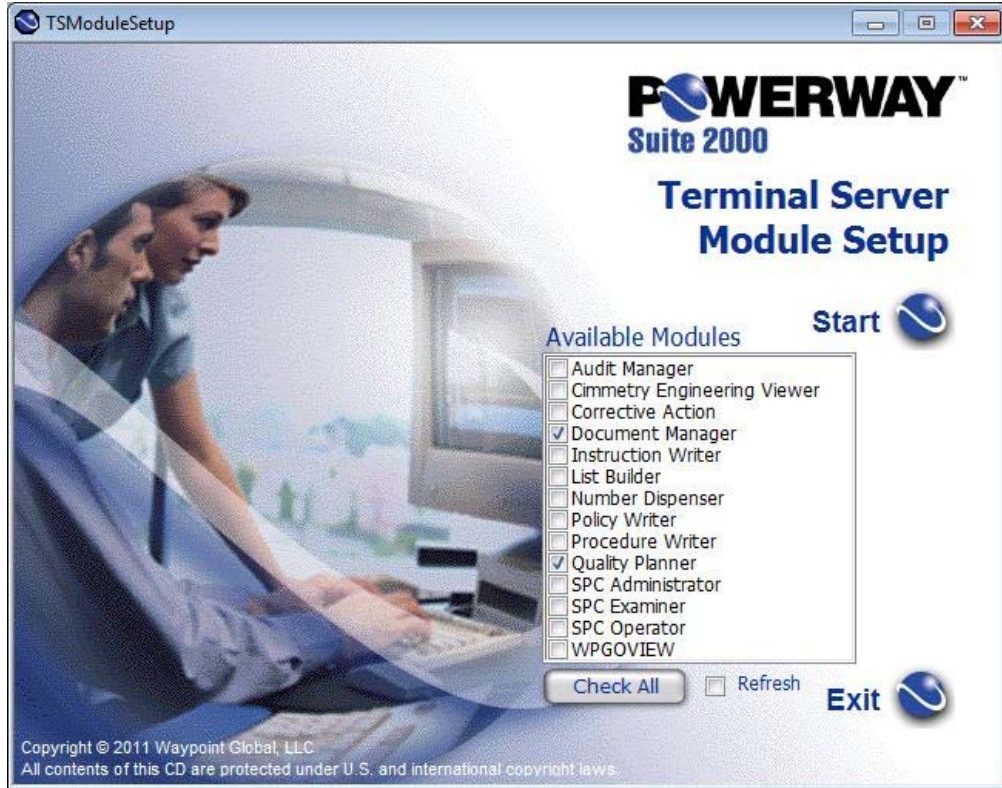 TSModuleSetup
POWERWAY™
Suite 2000
Terminal Server
Module Setup
Start
Available Modules
Audit Manager
Cimmetry Engineering Viewer
Corrective Action
Document Manager
Instruction Writer
List Builder
Number Dispenser
Policy Writer
Procedure Writer
Quality Planner
SPC Administrator
SPC Examiner
SPC Operator
WPGOVIEW
Check All
Refresh
Exit
Copyright © 2011 Waypoint Global, LLC
All contents of this CD are protected under U.S. and international copyright laws.